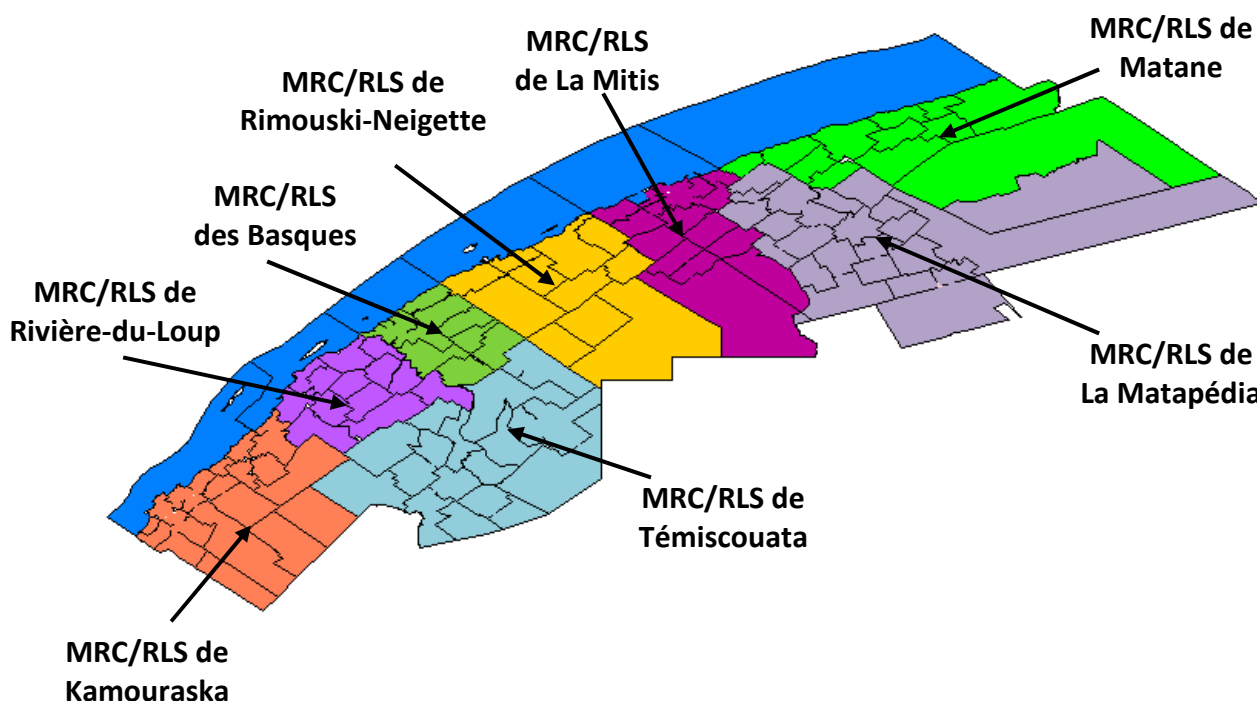 MRC/RLS de
Matane
MRC/RLS
de La Mitis
MRC/RLS de
Rimouski-Neigette
MRC/RLS
des Basques
MRC/RLS de
Rivière-du-Loup
MRC/RLS de
La Matapédia
MRC/RLS de
Témiscouata
MRC/RLS de
Kamouraska